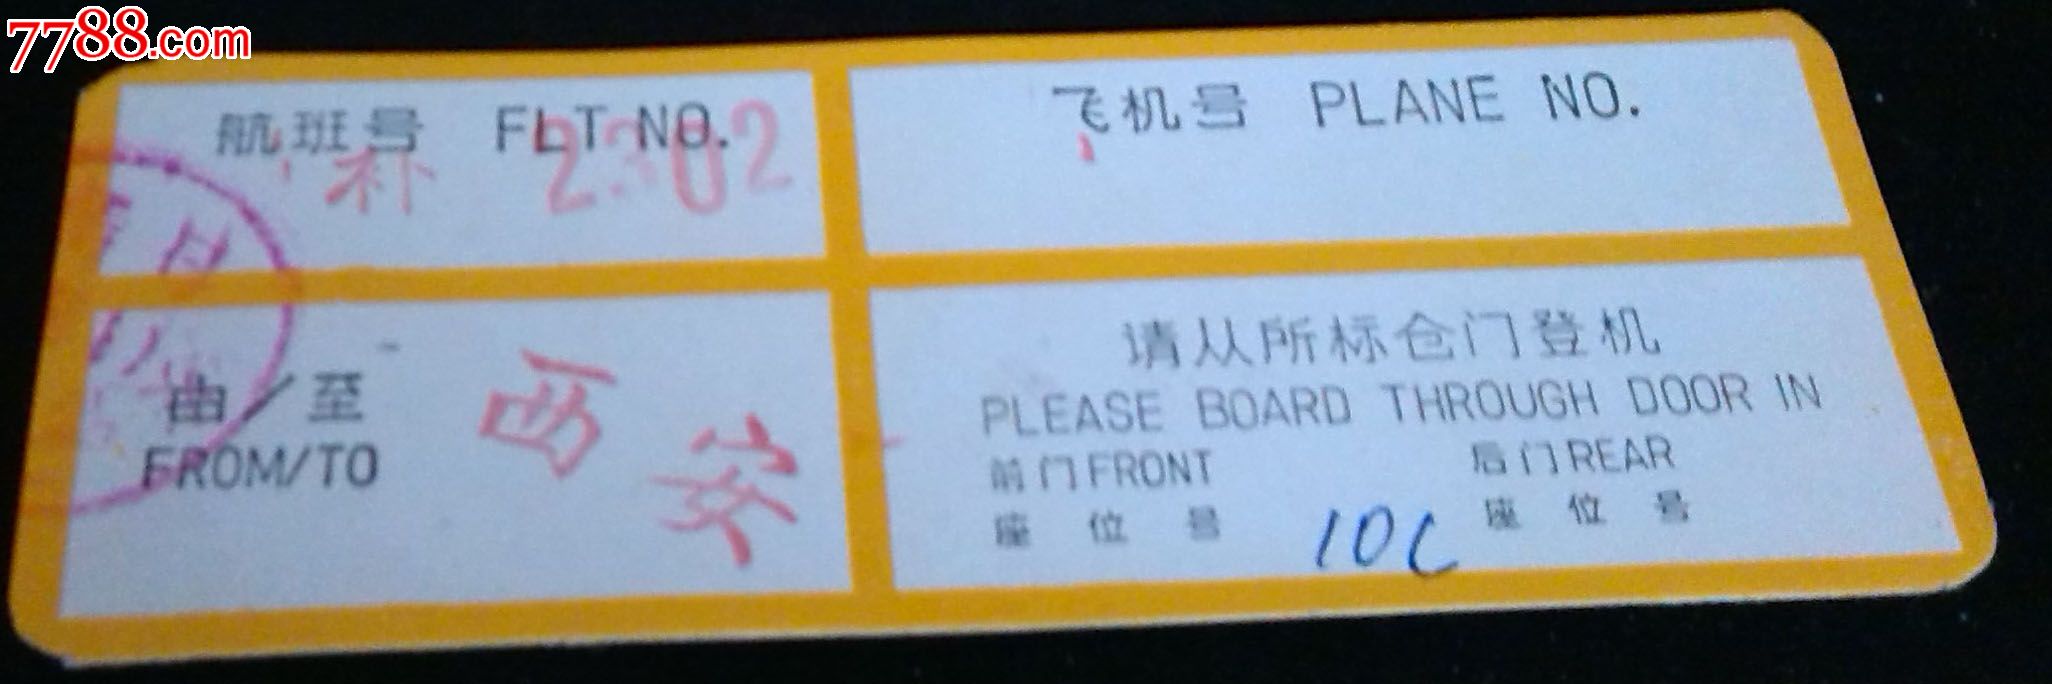 7788.com
航班号 FLT NO.
补 2302
飞机号 PLANE NO.
由/至
FROM/TO
西安
请从所标仓门登机
PLEASE BOARD THROUGH DOOR IN
前门FRONT 后门REAR
座位号 10C 座位号